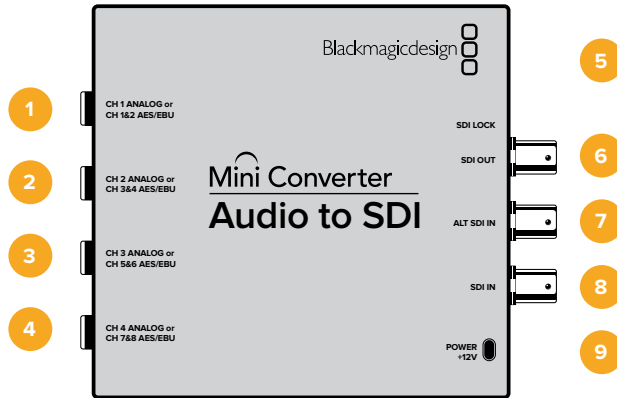 Blackmagicdesign
1
CH 1 ANALOG or
CH 1&2 AES/EBU
2
CH 2 ANALOG or
CH 3&4 AES/EBU
3
CH 3 ANALOG or
CH 5&6 AES/EBU
4
CH 4 ANALOG or
CH 7&8 AES/EBU
Mini Converter
Audio to SDI
5
SDI LOCK
6
SDI OUT
7
ALT SDI IN
8
SDI IN
9
POWER
+12V